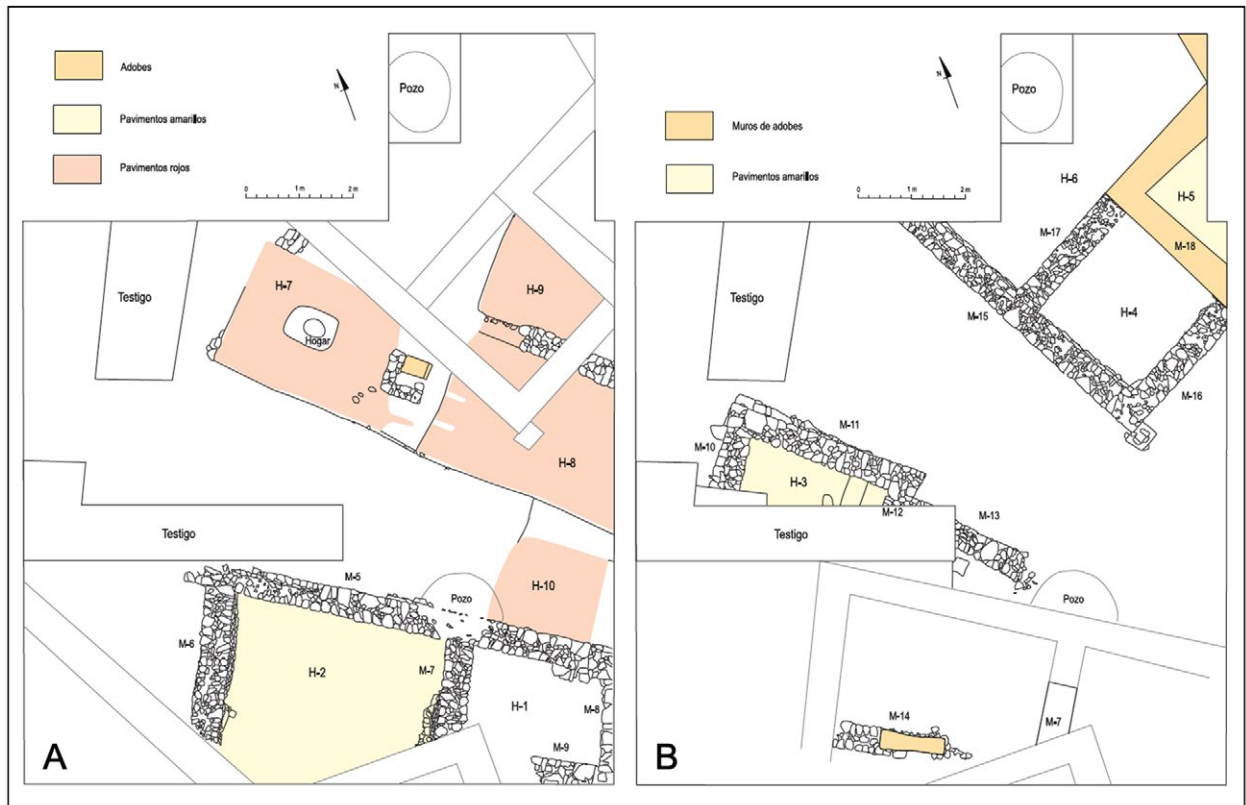 Adobes
Pavimentos amarillos
Pavimentos rojos
N
1 m
2 m
Pozo
Testigo
H-7
Hogar
H-9
H-8
Testigo
H-10
M-5
Pozo
M-6
M-7
H-2
H-1
M-8
M-9
A
Muros de adobes
Pavimentos amarillos
N
1 m
2 m
Pozo
H-6
H-5
M-17
M-18
Testigo
H-4
M-15
M-16
M-11
M-10
H-3
M-12
M-13
Testigo
Pozo
M-14
M-7
B